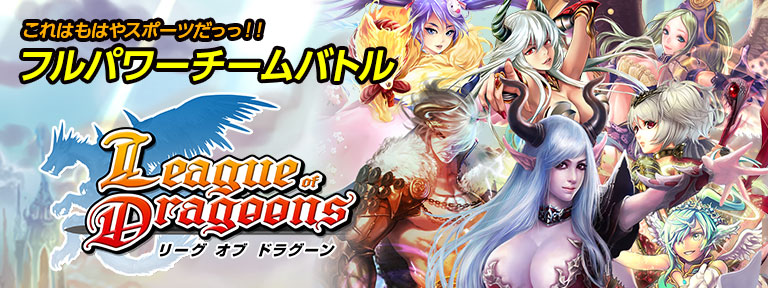 これはもはやスポーツだっっ!!
フルパワーチームバトル
League of
Dragoons
リーグ オブ ドラグーン